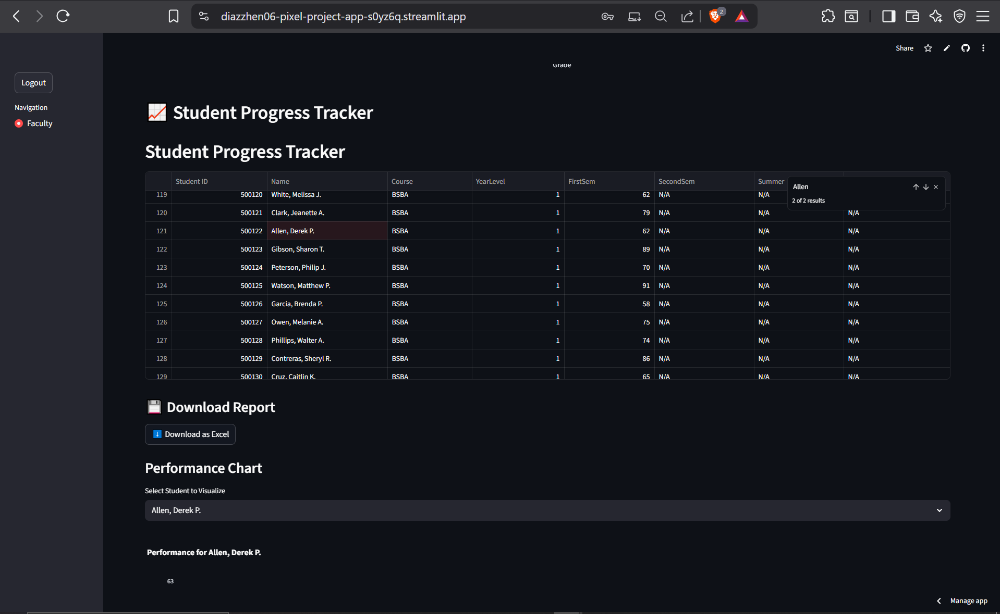 diazzhen06-pixel-project-app-s0yz6q.streamlit.app
2
Share
Grade
Logout
Navigation
Faculty
Student Progress Tracker
Student Progress Tracker
Student ID Name Course YearLevel FirstSem SecondSem Summer
Allen
2 of 2 results
119 500120 White, Melissa J. BSBA 1 62 N/A N/A
120 500121 Clark, Jeanette A. BSBA 1 79 N/A N/A N/A
121 500122 Allen, Derek P. BSBA 1 62 N/A N/A N/A
122 500123 Gibson, Sharon T. BSBA 1 89 N/A N/A N/A
123 500124 Peterson, Philip J. BSBA 1 70 N/A N/A N/A
124 500125 Watson, Matthew P. BSBA 1 91 N/A N/A N/A
125 500126 Garcia, Brenda P. BSBA 1 58 N/A N/A N/A
126 500127 Owen, Melanie A. BSBA 1 75 N/A N/A N/A
127 500128 Phillips, Walter A. BSBA 1 74 N/A N/A N/A
128 500129 Contreras, Sheryl R. BSBA 1 86 N/A N/A N/A
129 500130 Cruz, Caitlin K. BSBA 1 65 N/A N/A N/A
Download Report
Download as Excel
Performance Chart
Select Student to Visualize
Allen, Derek P.
Performance for Allen, Derek P.
63
Manage app